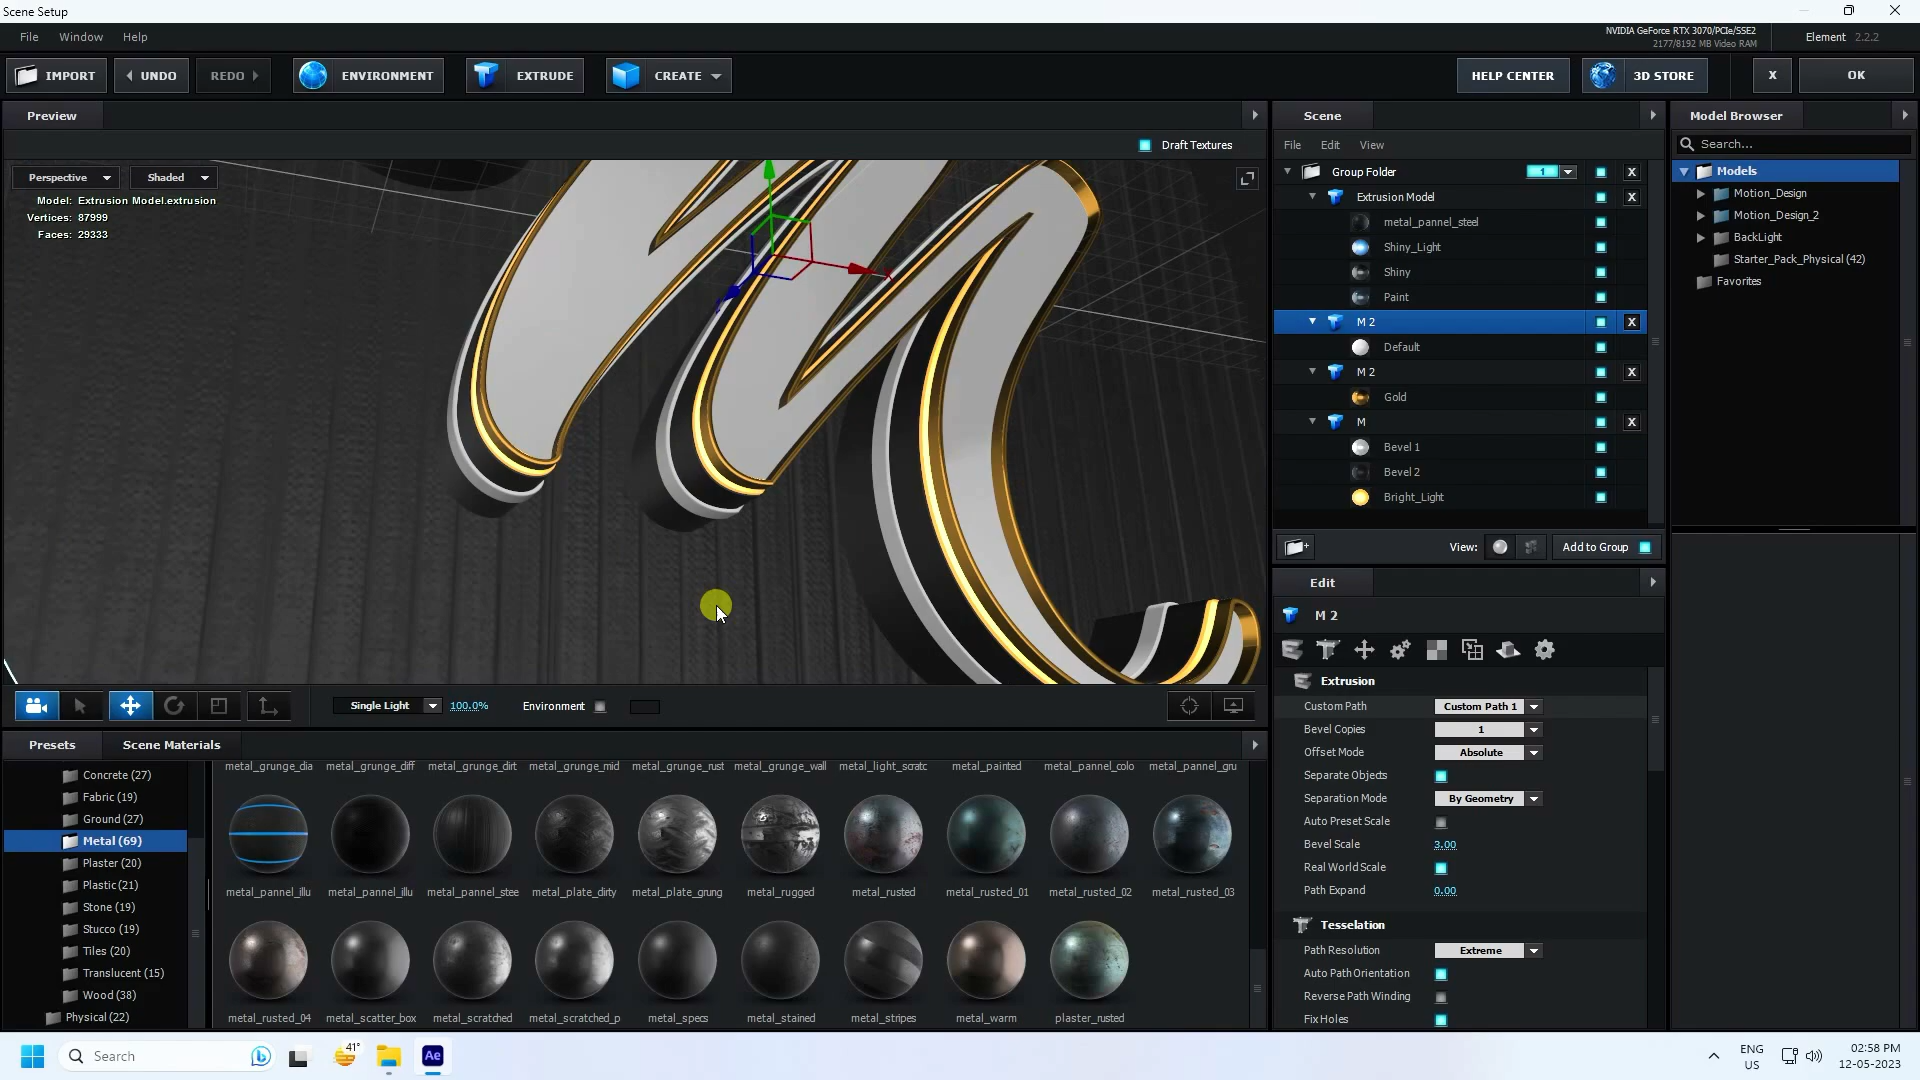 Scene Setup
File
Window
Help
NVIDIA GeForce RTX 3070/PCIe/SSE2
2177/8192 MB Video RAM
Element 2.2.2
IMPORT
UNDO
REDO
ENVIRONMENT
EXTRUDE
CREATE
HELP CENTER
3D STORE
X
OK
Preview
Draft Textures
Perspective
Shaded
Model: Extrusion Model.extrusion
Vertices: 87999
Faces: 29333
X
Single Light
100.0%
Environment
Presets
Scene Materials
Concrete (27)
Fabric (19)
Ground (27)
Metal (69)
Plaster (20)
Plastic (21)
Stone (19)
Stucco (19)
Tiles (20)
Translucent (15)
Wood (38)
Physical (22)
metal_grunge_dia
metal_grunge_diff
metal_grunge_dirt
metal_grunge_mid
metal_grunge_rust
metal_grunge_wall
metal_light_scratc
metal_painted
metal_pannel_colo
metal_pannel_gru
metal_pannel_illu
metal_pannel_illu
metal_pannel_stee
metal_plate_dirty
metal_plate_grung
metal_rugged
metal_rusted
metal_rusted_01
metal_rusted_02
metal_rusted_03
metal_rusted_04
metal_scatter_box
metal_scratched
metal_scratched_p
metal_specs
metal_stained
metal_stripes
metal_warm
plaster_rusted
Scene
File
Edit
View
Group Folder
1
X
Extrusion Model
X
metal_pannel_steel
Shiny_Light
Shiny
Paint
M 2
X
Default
M 2
X
Gold
M
X
Bevel 1
Bevel 2
Bright_Light
View:
Add to Group
Edit
M 2
Extrusion
Custom Path
Custom Path 1
Bevel Copies
1
Offset Mode
Absolute
Separate Objects
Separation Mode
By Geometry
Auto Preset Scale
Bevel Scale
3.00
Real World Scale
Path Expand
0.00
Tesselation
Path Resolution
Extreme
Auto Path Orientation
Reverse Path Winding
Fix Holes
Model Browser
Search...
Models
Motion_Design
Motion_Design_2
BackLight
Starter_Pack_Physical (42)
Favorites
Search
41°
Ae
ENG
US
02:58 PM
12-05-2023